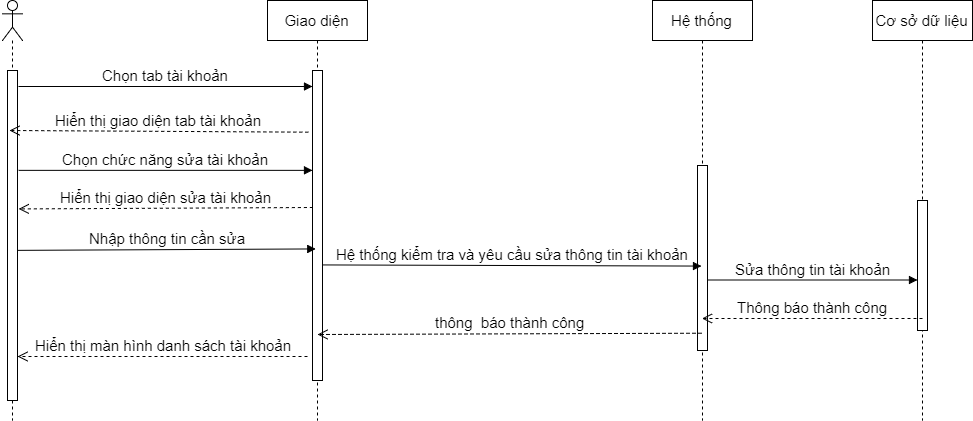 Giao diện
Hệ thống
Cơ sở dữ liệu
Chọn tab tài khoản
Hiển thị giao diện tab tài khoản
Chọn chức năng sửa tài khoản
Hiển thị giao diện sửa tài khoản
Nhập thông tin cần sửa
Hệ thống kiểm tra và yêu cầu sửa thông tin tài khoản
Sửa thông tin tài khoản
Thông báo thành công
thông báo thành công
Hiển thị màn hình danh sách tài khoản